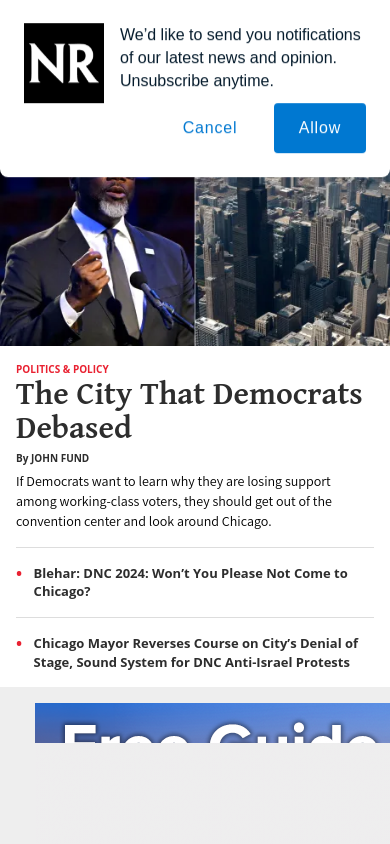 NR
We'd like to send you notifications
of our latest news and opinion.
Unsubscribe anytime.
Cancel
Allow
POLITICS & POLICY
The City That Democrats
Debased
By JOHN FUND
If Democrats want to learn why they are losing support
among working-class voters, they should get out of the
convention center and look around Chicago.
Blehar: DNC 2024: Won't You Please Not Come to
Chicago?
Chicago Mayor Reverses Course on City's Denial of
Stage, Sound System for DNC Anti-Israel Protests
Free Guide